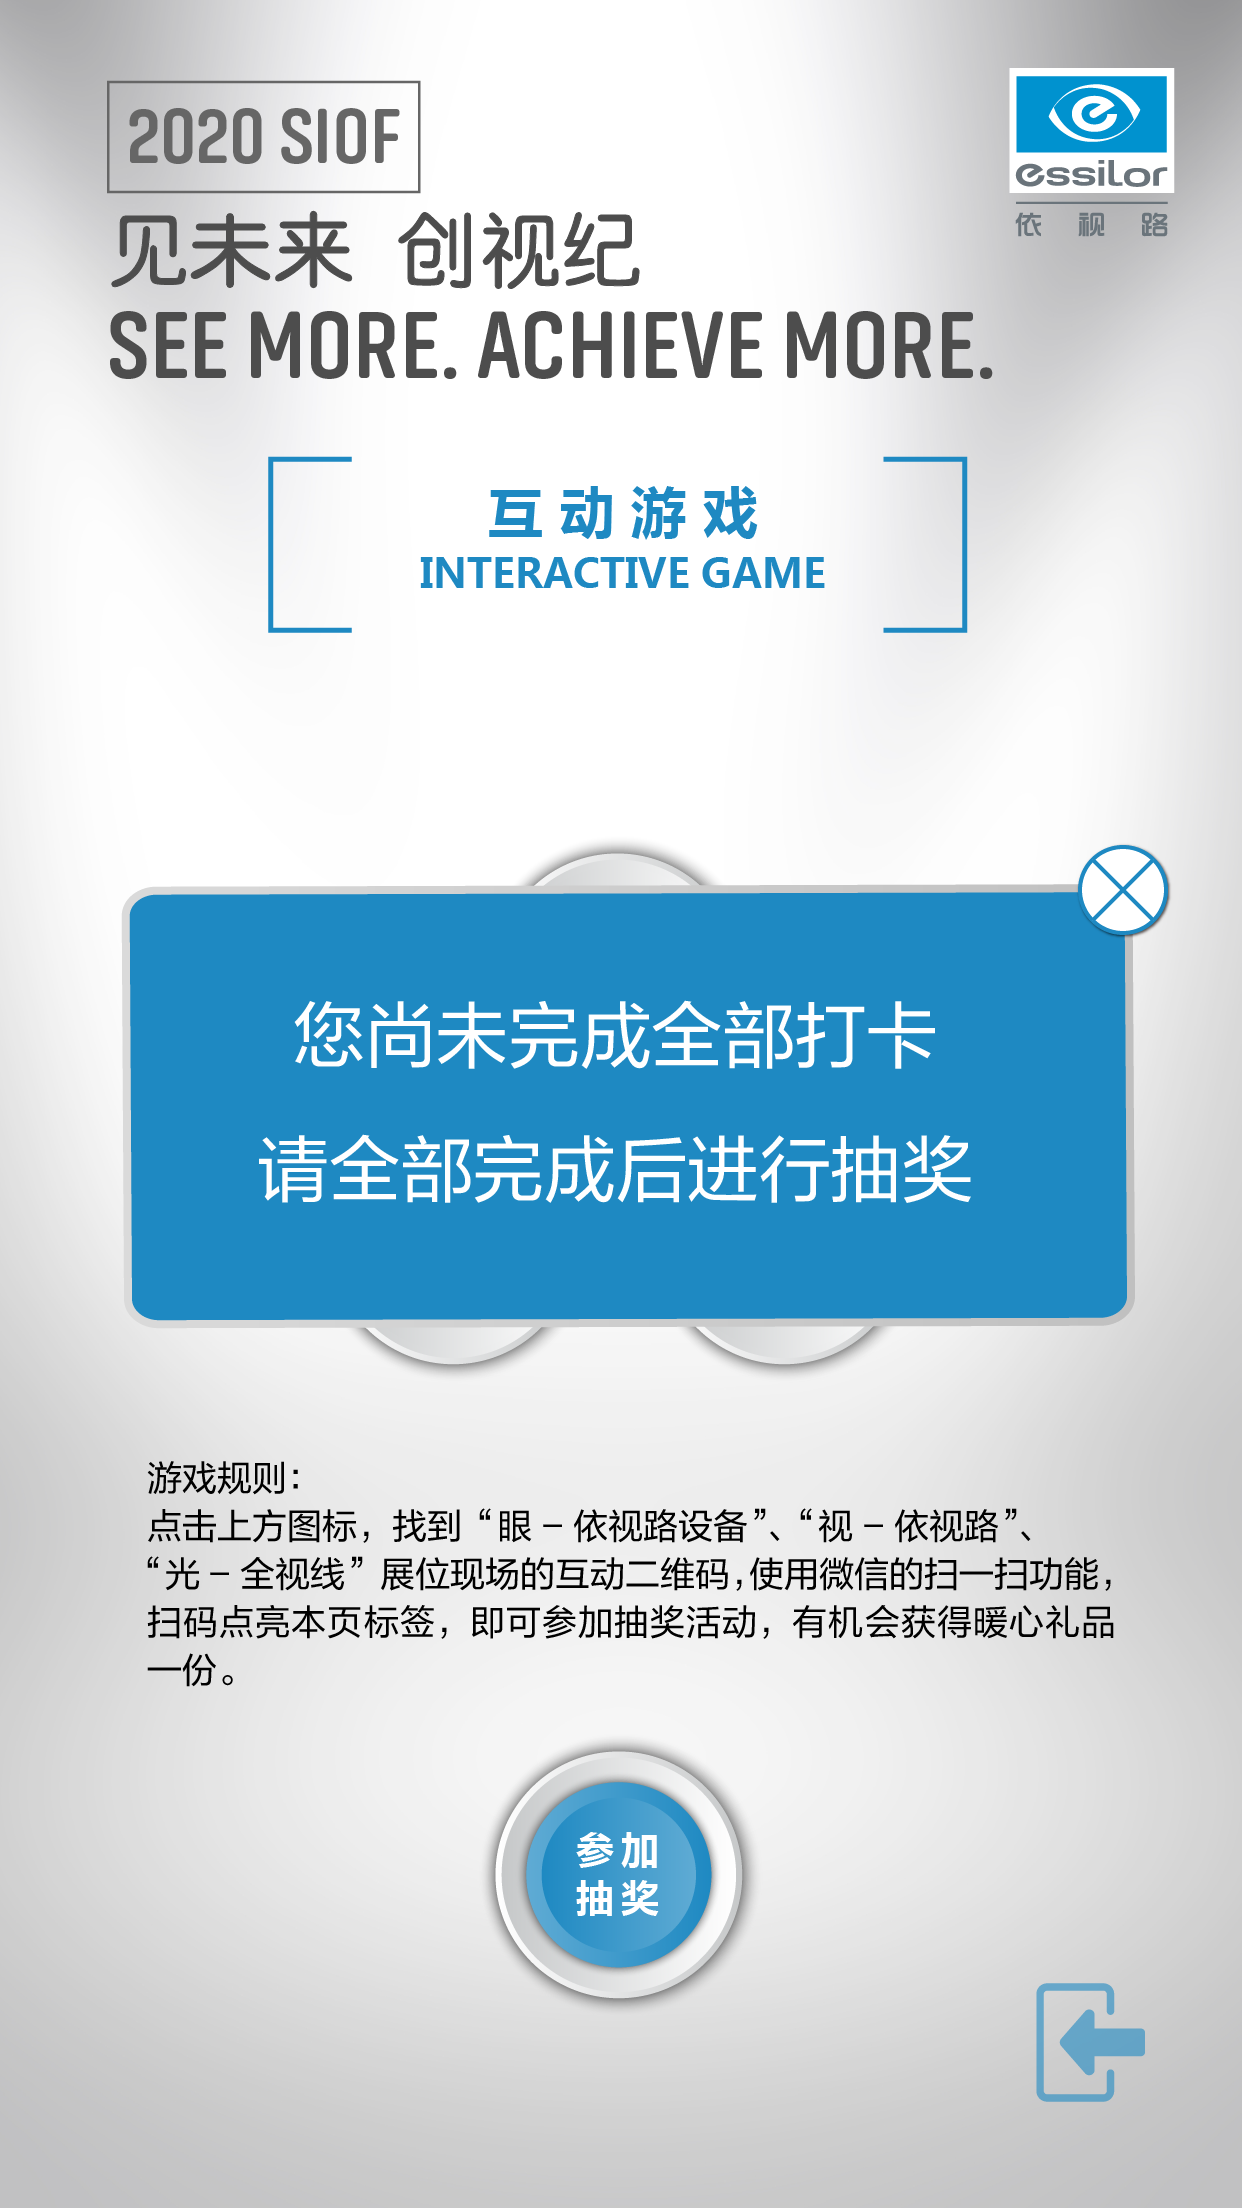 2020 SIOF
essilor
依视路
见未来 创视纪
SEE MORE. ACHIEVE MORE.
互动游戏
INTERACTIVE GAME
您尚未完成全部打卡
请全部完成后进行抽奖
游戏规则：
点击上方图标，找到“眼－依视路设备”、“视－依视路”、
“光－全视线”展位现场的互动二维码，使用微信的扫一扫功能，
扫码点亮本页标签，即可参加抽奖活动，有机会获得暖心礼品
一份。
参加
抽奖